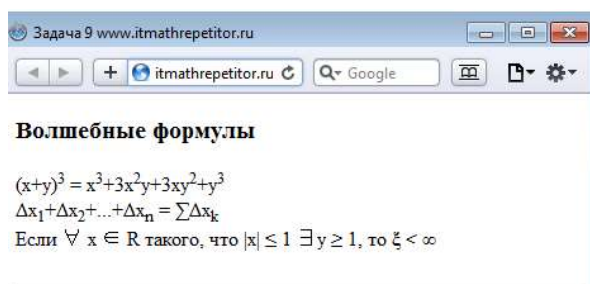 Задача 9 www.itmathrepetitor.ru
itmathrepetitor.ru Google
Волшебные формулы
(x+y)³ = x³+3x²y+3xy²+y³
Δx₁+Δx₂+...+Δxₙ = ∑Δxₖ
Если ∀ x ∈ R такого, что |x| ≤ 1 ∃ y ≥ 1, то ξ < ∞